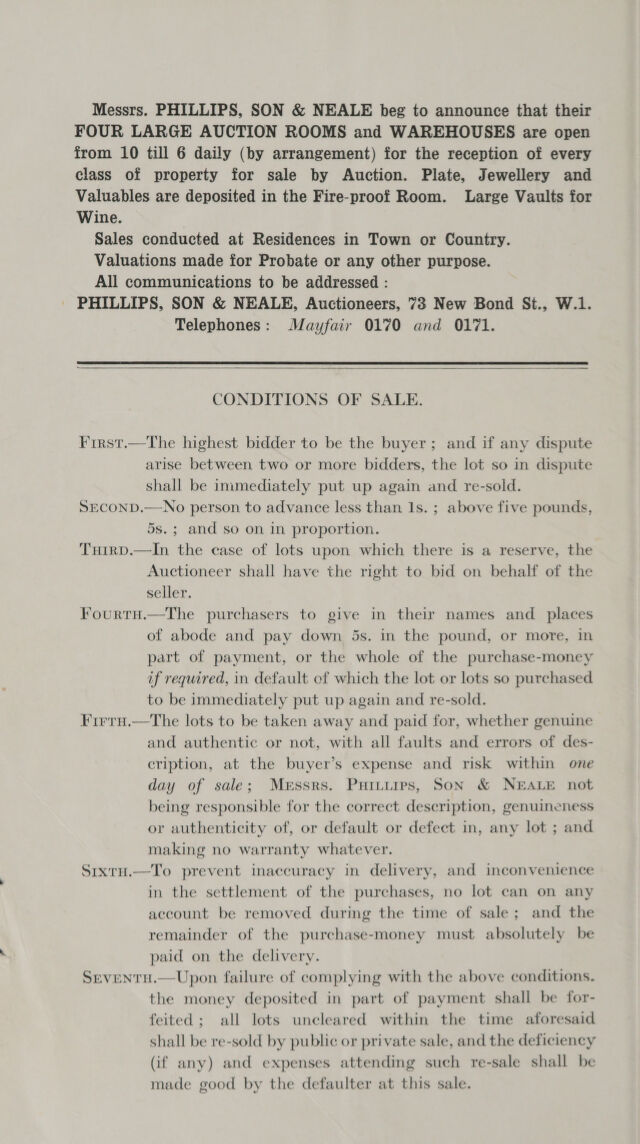 Messrs. PHILLIPS, SON & NEALE beg to announce that their
FOUR LARGE AUCTION ROOMS and WAREHOUSES are open
from 10 till 6 daily (by arrangement) for the reception of every
class of property for sale by Auction. Plate, Jewellery and
Valuables are deposited in the Fire-proof Room. Large Vaults for
Wine.
Sales conducted at Residences in Town or Country.
Valuations made for Probate or any other purpose.
All communications to be addressed :
PHILLIPS, SON & NEALE, Auctioneers, 73 New Bond St., W.1.
Telephones : Mayfair 0170 and 0171.
CONDITIONS OF SALE.
FIRST.—The highest bidder to be the buyer ; and if any dispute
arise between two or more bidders, the lot so in dispute
shall be immediately put up again and re-sold.
SECOND.—No person to advance less than 1s. ; above five pounds,
5s. ; and so on in proportion.
THIRD.—In the case of lots upon which there is a reserve, the
Auctioneer shall have the right to bid on behalf of the
seller.
FOURTH.—The purchasers to give in their names and places
of abode and pay down 5s. in the pound, or more, in
part of payment, or the whole of the purchase-money
if required, in default of which the lot or lots so purchased
to be immediately put up again and re-sold.
FIFTH.—The lots to be taken away and paid for, whether genuine
and authentic or not, with all faults and errors of des-
cription, at the buyer's expense and risk within one
day of sale ; MESSRS. PHILLIPS, SON & NEALE not
being responsible for the correct description, genuineness
or authenticity of, or default or defect in, any lot ; and
making no warranty whatever.
SIXTH.—To prevent inaccuracy in delivery, and inconvenience
in the settlement of the purchases, no lot can on any
account be removed during the time of sale ; and the
remainder of the purchase-money must absolutely be
paid on the delivery.
SEVENTH.—Upon failure of complying with the above conditions.
the money deposited in part of payment shall be for-
feited ; all lots uncleared within the time aforesaid
shall be re-sold by public or private sale, and the deficiency
(if any) and expenses attending such re-sale shall be
made good by the defaulter at this sale.